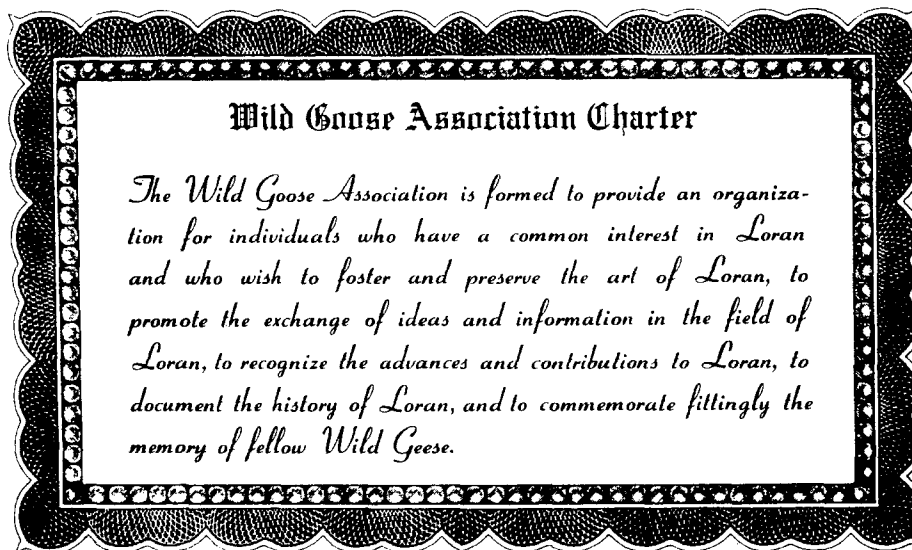 Wild Goose Association Charter
The Wild Goose Association is formed to provide an organiza-
tion for individuals who have a common interest in Loran
and who wish to foster and preserve the art of Loran, to
promote the exchange of ideas and information in the field of
Loran, to recognize the advances and contributions to Loran, to
document the history of Loran, and to commemorate fittingly the
memory of fellow Wild Geese.